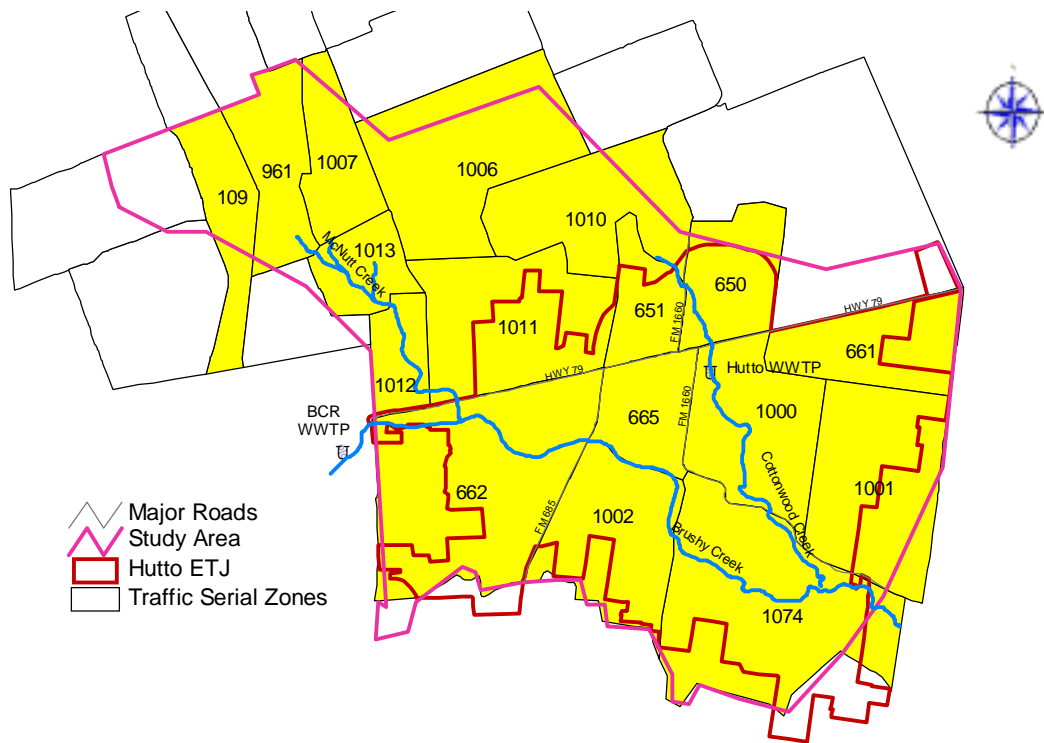 1007
961
1006
109
1010
1013
McNutt Creek
650
651
FM 1660
HWY 79
1011
661
HWY 79
Hutto WWTP
1012
BCR
WWTP
665
FM 1660
1000
Cottonwood Creek
662
1001
FM 685
1002
Brushy Creek
1074
Major Roads
Study Area
Hutto ETJ
Traffic Serial Zones